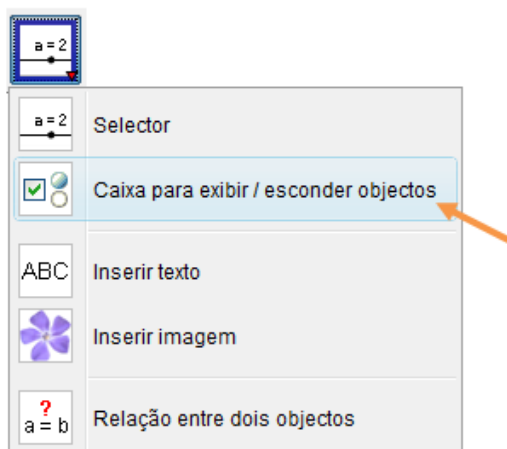 a = 2
a = 2
Selector
Caixa para exibir / esconder objectos
ABC
Inserir texto
Inserir imagem
?
a = b
Relação entre dois objectos